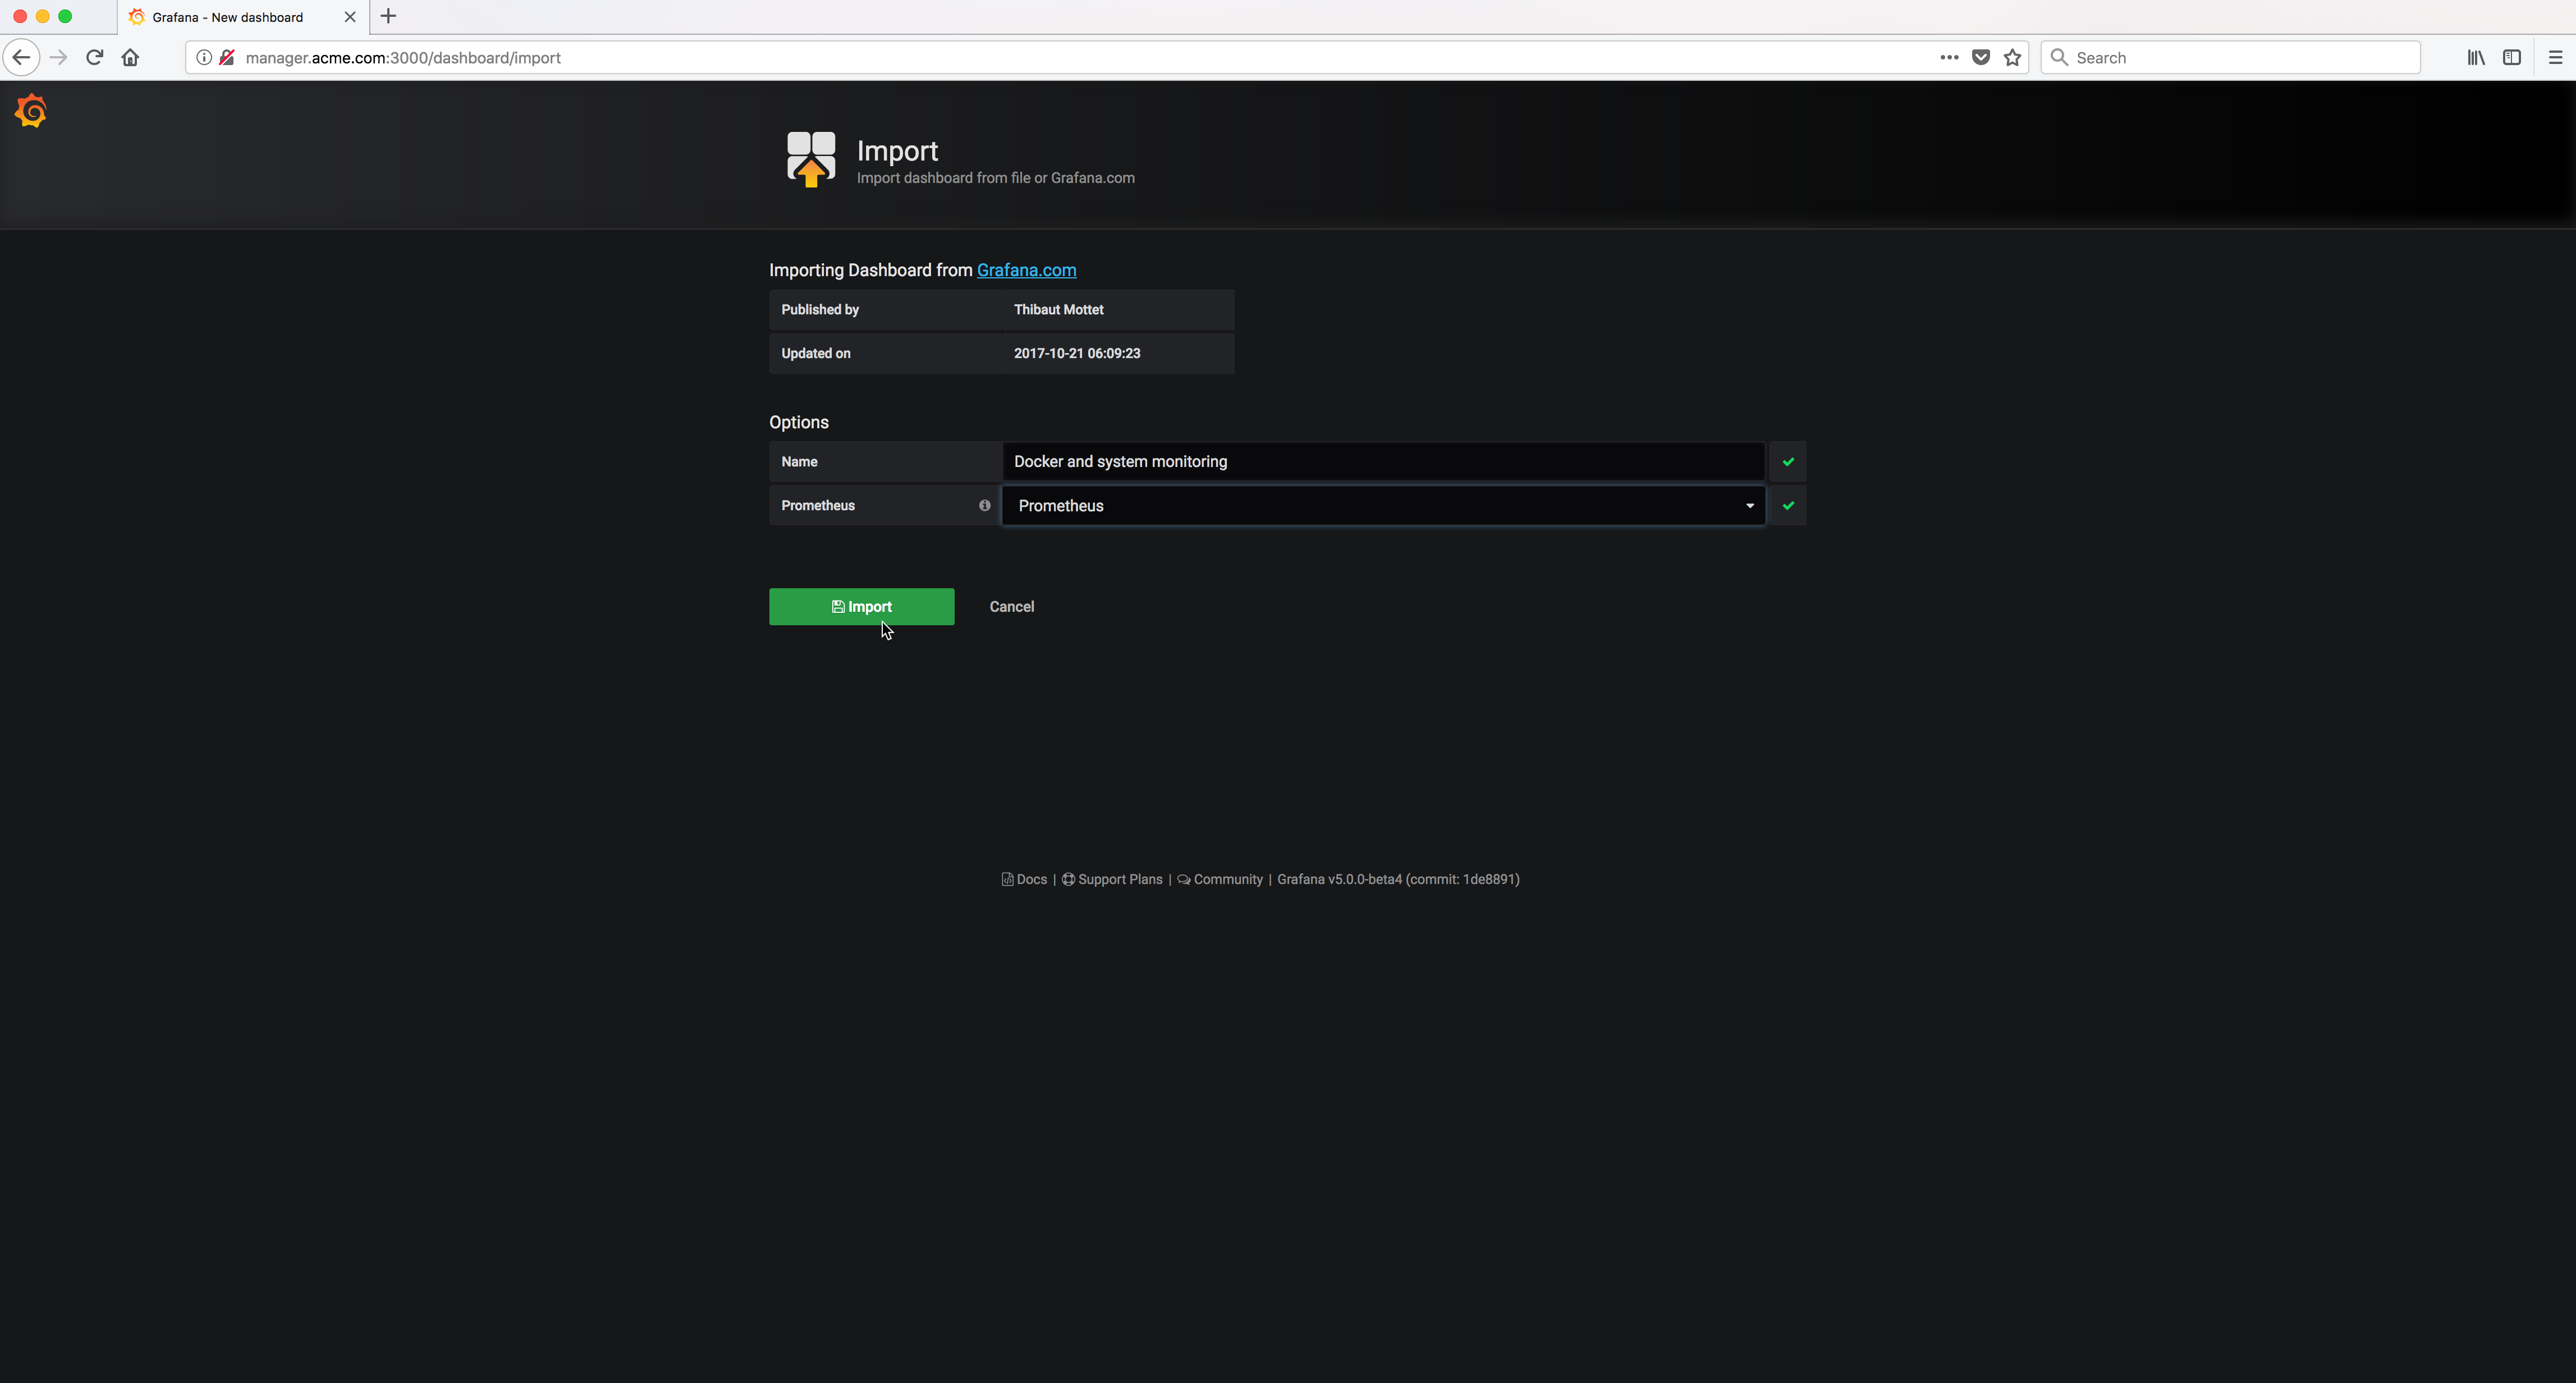 Grafana - New dashboard
manager.acme.com:3000/dashboard/import
Search
Import
Import dashboard from file or Grafana.com
Importing Dashboard from Grafana.com
Published by Thibaut Mottet
Updated on 2017-10-21 06:09:23
Options
Name Docker and system monitoring
Prometheus Prometheus
Import Cancel
Docs | Support Plans | Community | Grafana v5.0.0-beta4 (commit: 1de8891)